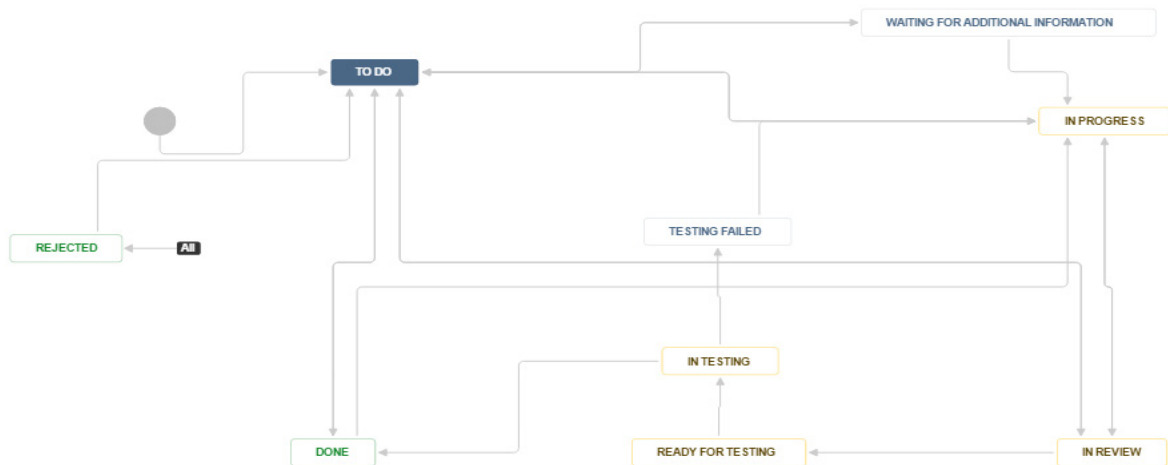 WAITING FOR ADDITIONAL INFORMATION
TO DO
IN PROGRESS
TESTING FAILED
REJECTED
All
IN TESTING
DONE
READY FOR TESTING
IN REVIEW